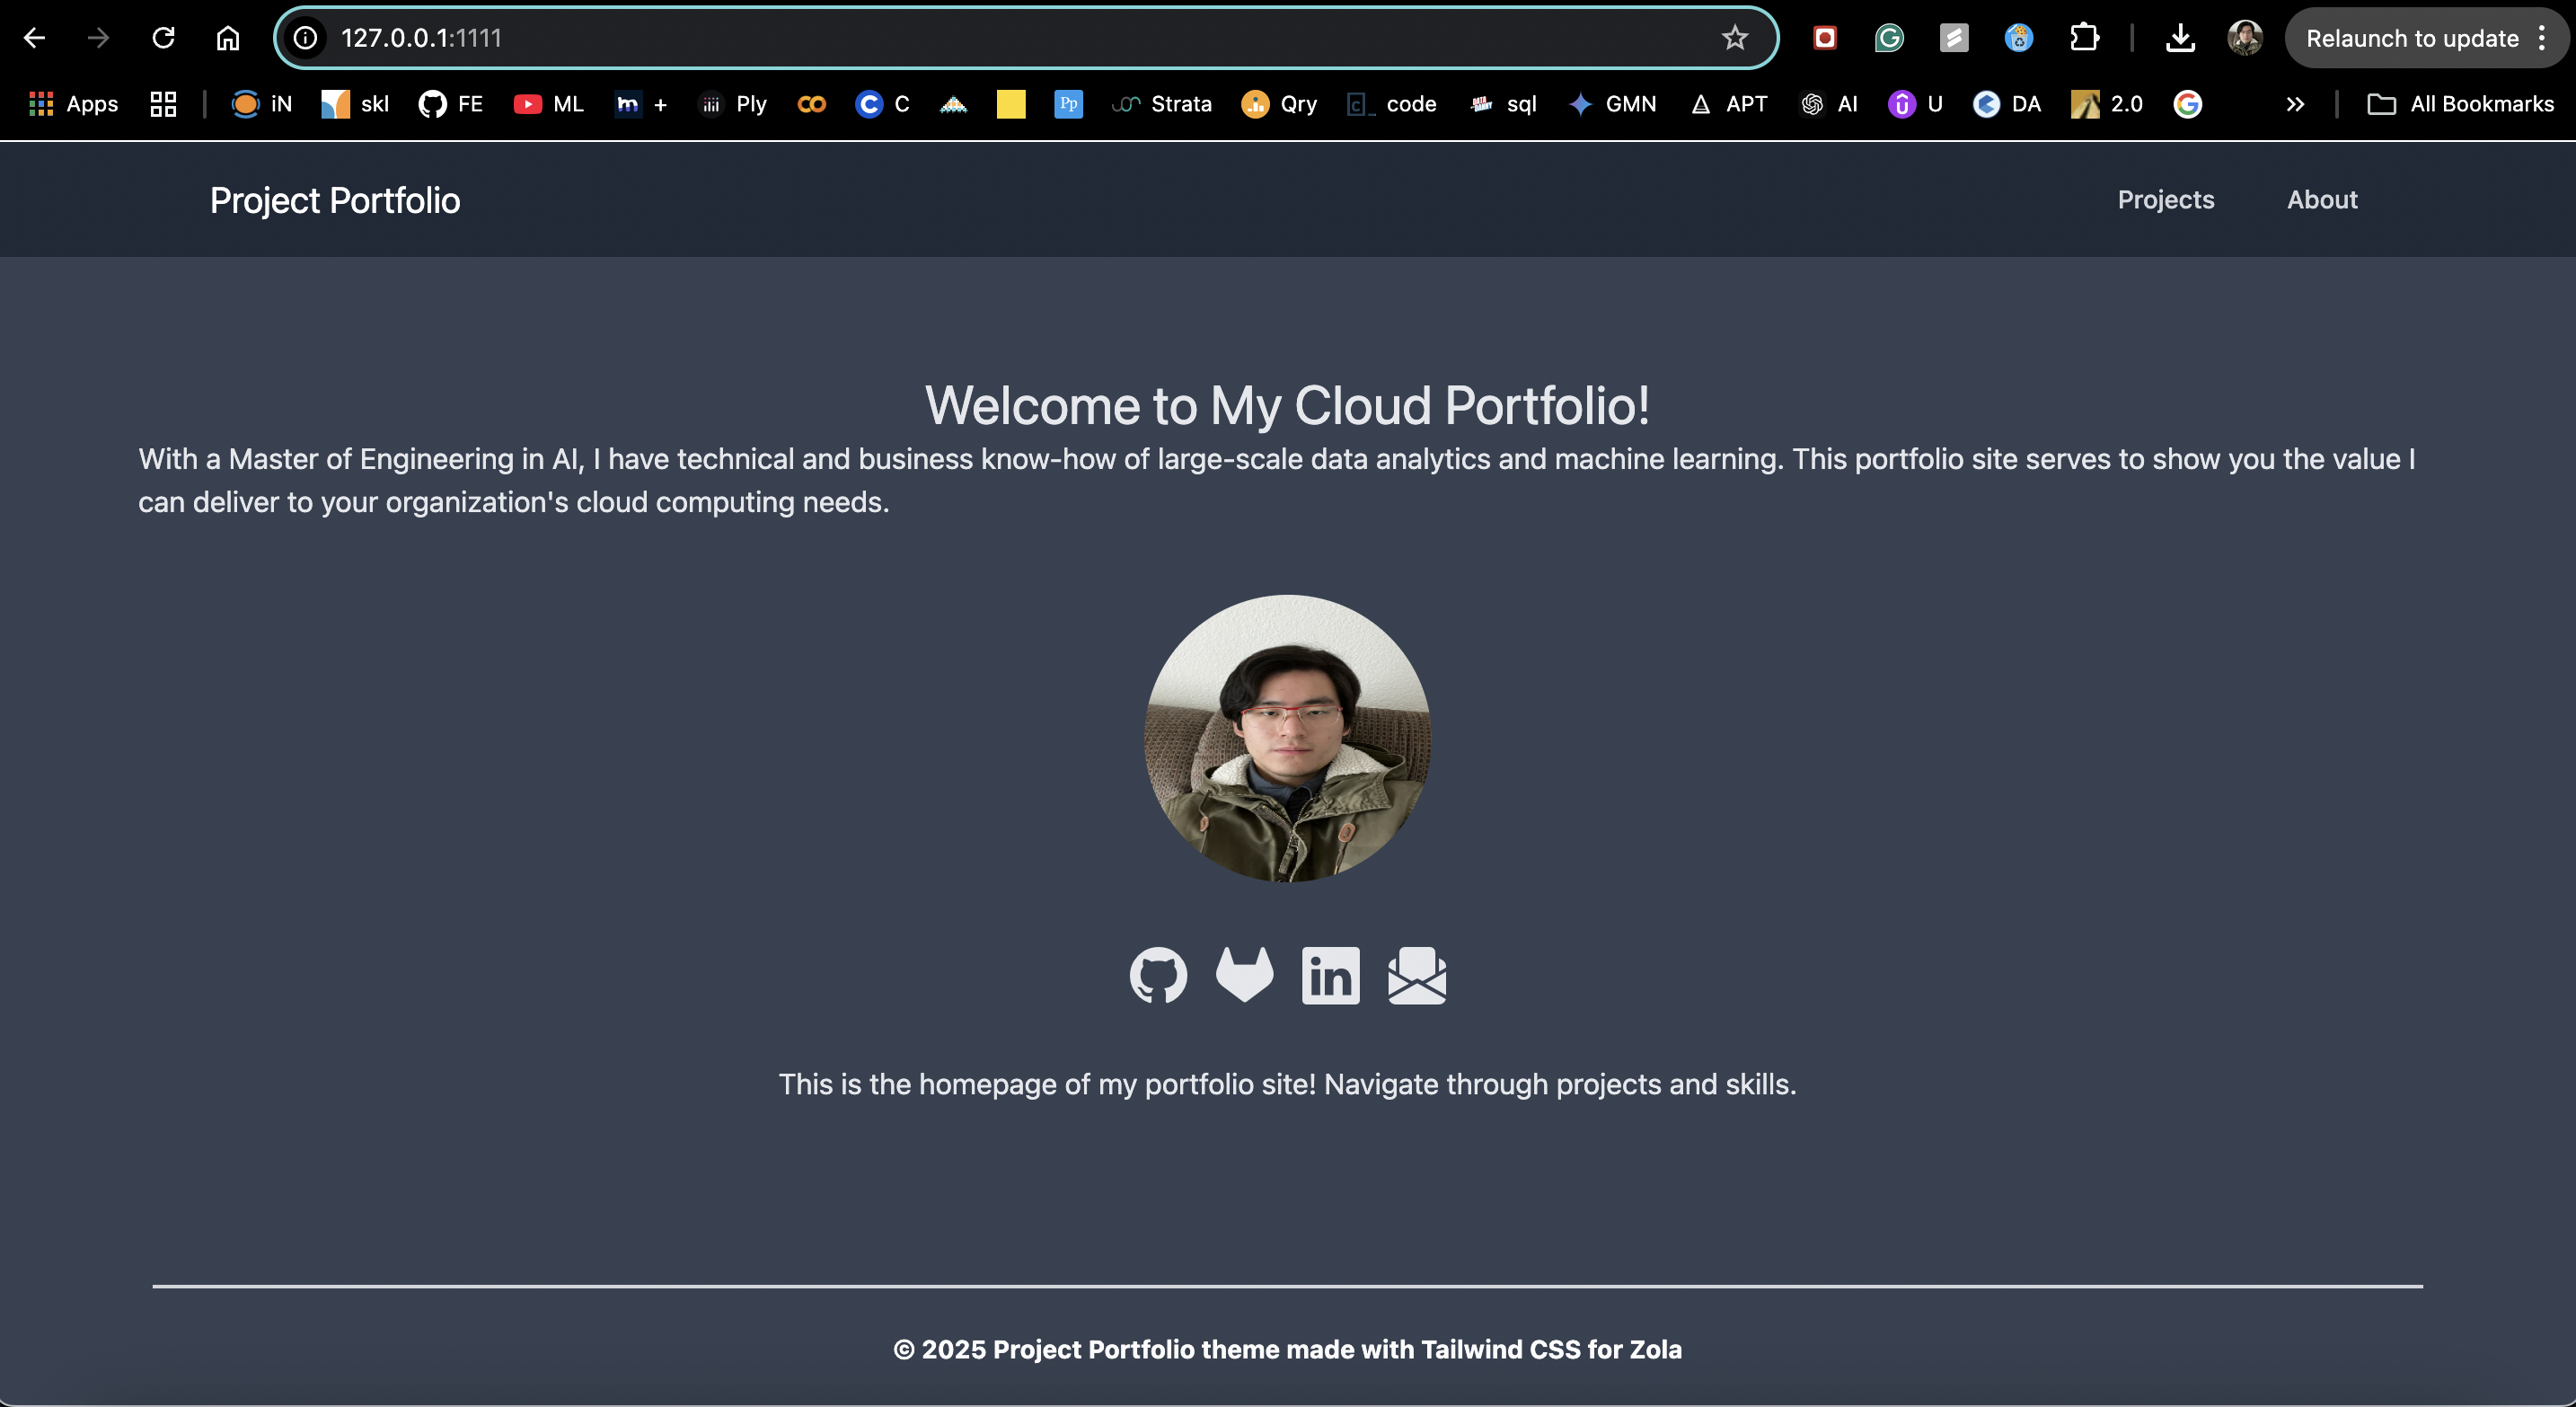 127.0.0.1:1111
Relaunch to update
Apps iN skl FE ML m + Ply C Pp Strata Qry code sql GMN APT AI U DA 2.0 All Bookmarks
Project Portfolio Projects About
Welcome to My Cloud Portfolio!
With a Master of Engineering in AI, I have technical and business know-how of large-scale data analytics and machine learning. This portfolio site serves to show you the value I
can deliver to your organization's cloud computing needs.
in
This is the homepage of my portfolio site! Navigate through projects and skills.
© 2025 Project Portfolio theme made with Tailwind CSS for Zola